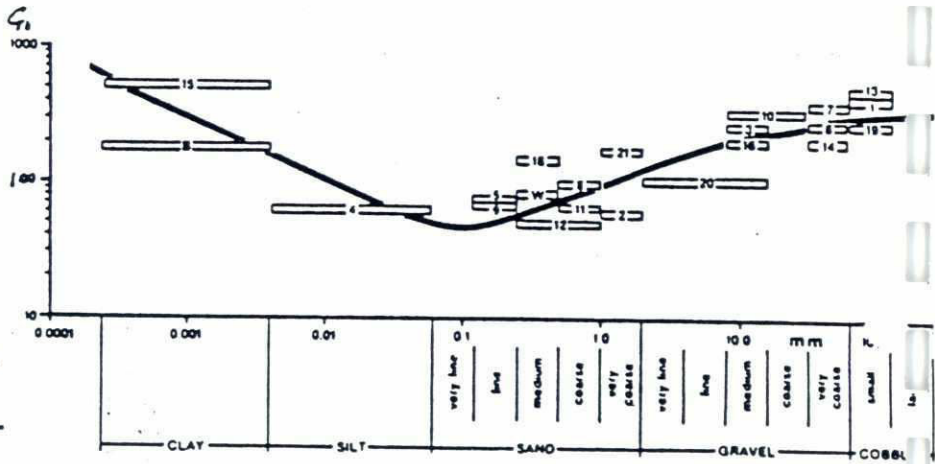 1000
15
8
4
100
5
9
18
W
12
E
11
21
2
20
3
16
10
7
6
14
13
1
19
10
0.0001 0.001 0.01 0.1 1.0 10.0 mm
very fine
fine
medium
coarse
very coarse
very fine
fine
medium
coarse
very coarse
small
CLAY SILT SAND GRAVEL